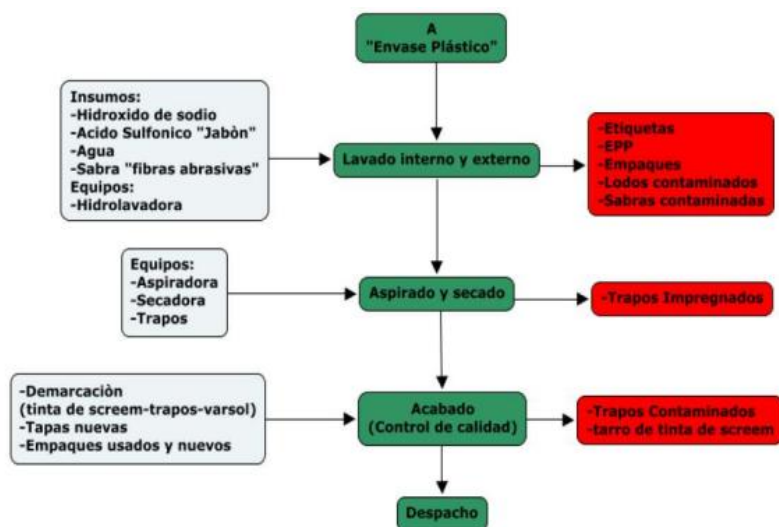 A
"Envase Plástico"
Insumos:
-Hidroxido de sodio
-Acido Sulfonico "Jabòn"
-Agua
-Sabra "fibras abrasivas"
Equipos:
-Hidrolavadora
Lavado interno y externo
-Etiquetas
-EPP
-Empaques
-Lodos contaminados
-Sabras contaminadas
Equipos:
-Aspiradora
-Secadora
-Trapos
Aspirado y secado
-Trapos Impregnados
-Demarcaciòn
(tinta de screem-trapos-varsol)
-Tapas nuevas
-Empaques usados y nuevos
Acabado
(Control de calidad)
-Trapos Contaminados
-tarro de tinta de screem
Despacho